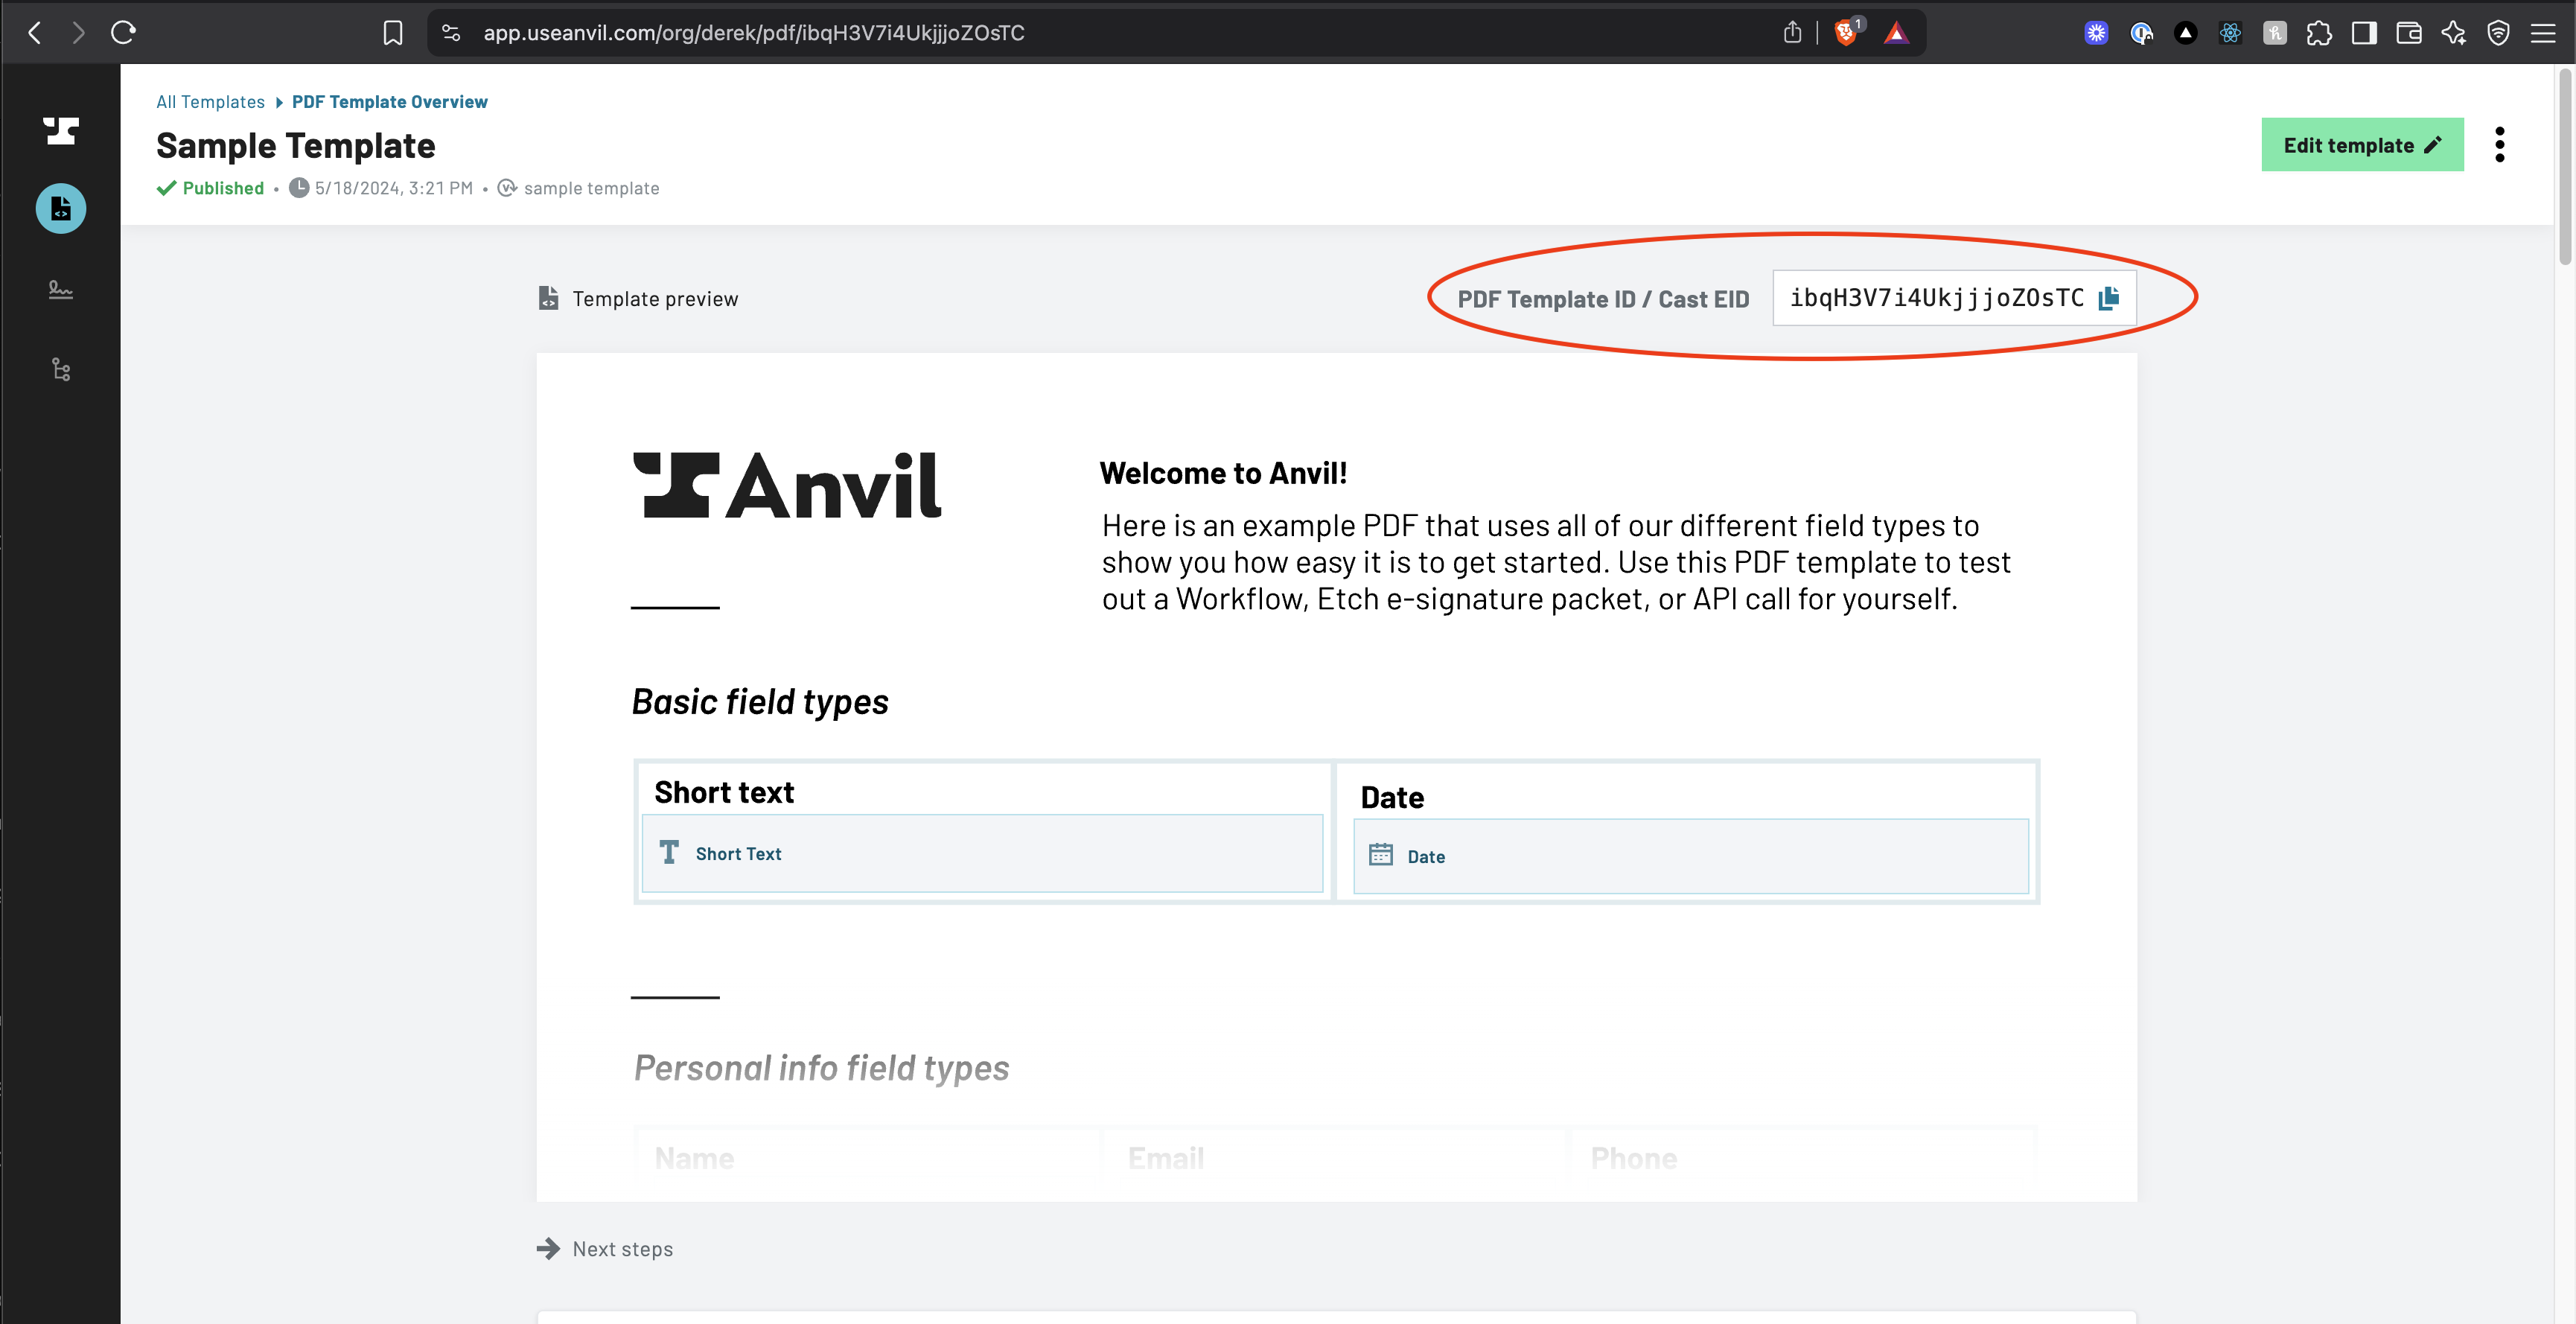 app.useanvil.com/org/derek/pdf/ibqH3V7i4UkjjjoZOsTC
1
All Templates
PDF Template Overview
Sample Template
Published • 5/18/2024, 3:21 PM • sample template
Edit template
Template preview
PDF Template ID / Cast EID
ibqH3V7i4UkjjjoZOsTC
Anvil
Welcome to Anvil!
Here is an example PDF that uses all of our different field types to
show you how easy it is to get started. Use this PDF template to test
out a Workflow, Etch e-signature packet, or API call for yourself.
Basic field types
Short text
Short Text
Date
Date
Personal info field types
Name
Email
Phone
Next steps